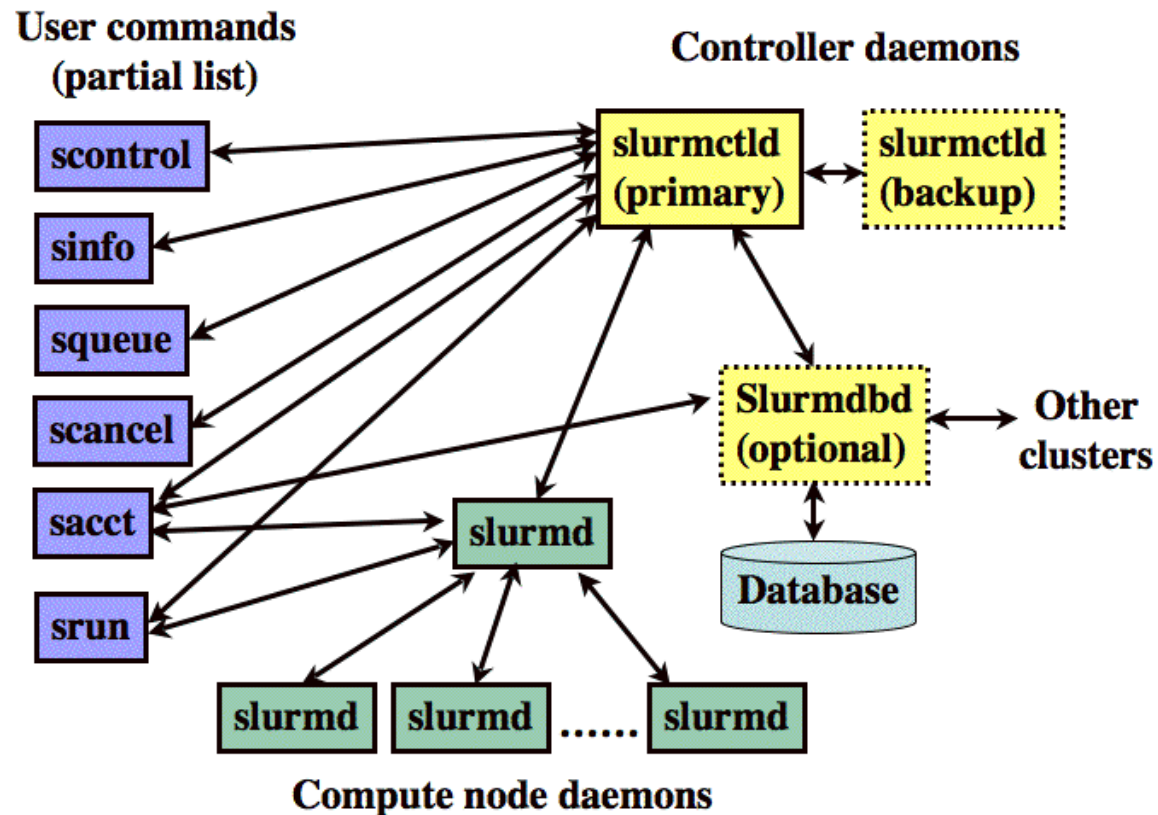 User commands
(partial list)
Controller daemons
scontrol
slurmctld
(primary)
slurmctld
(backup)
sinfo
squeue
scancel
Slurmdbd
(optional)
Other
clusters
sacct
slurmd
Database
srun
slurmd
slurmd
......
slurmd
Compute node daemons